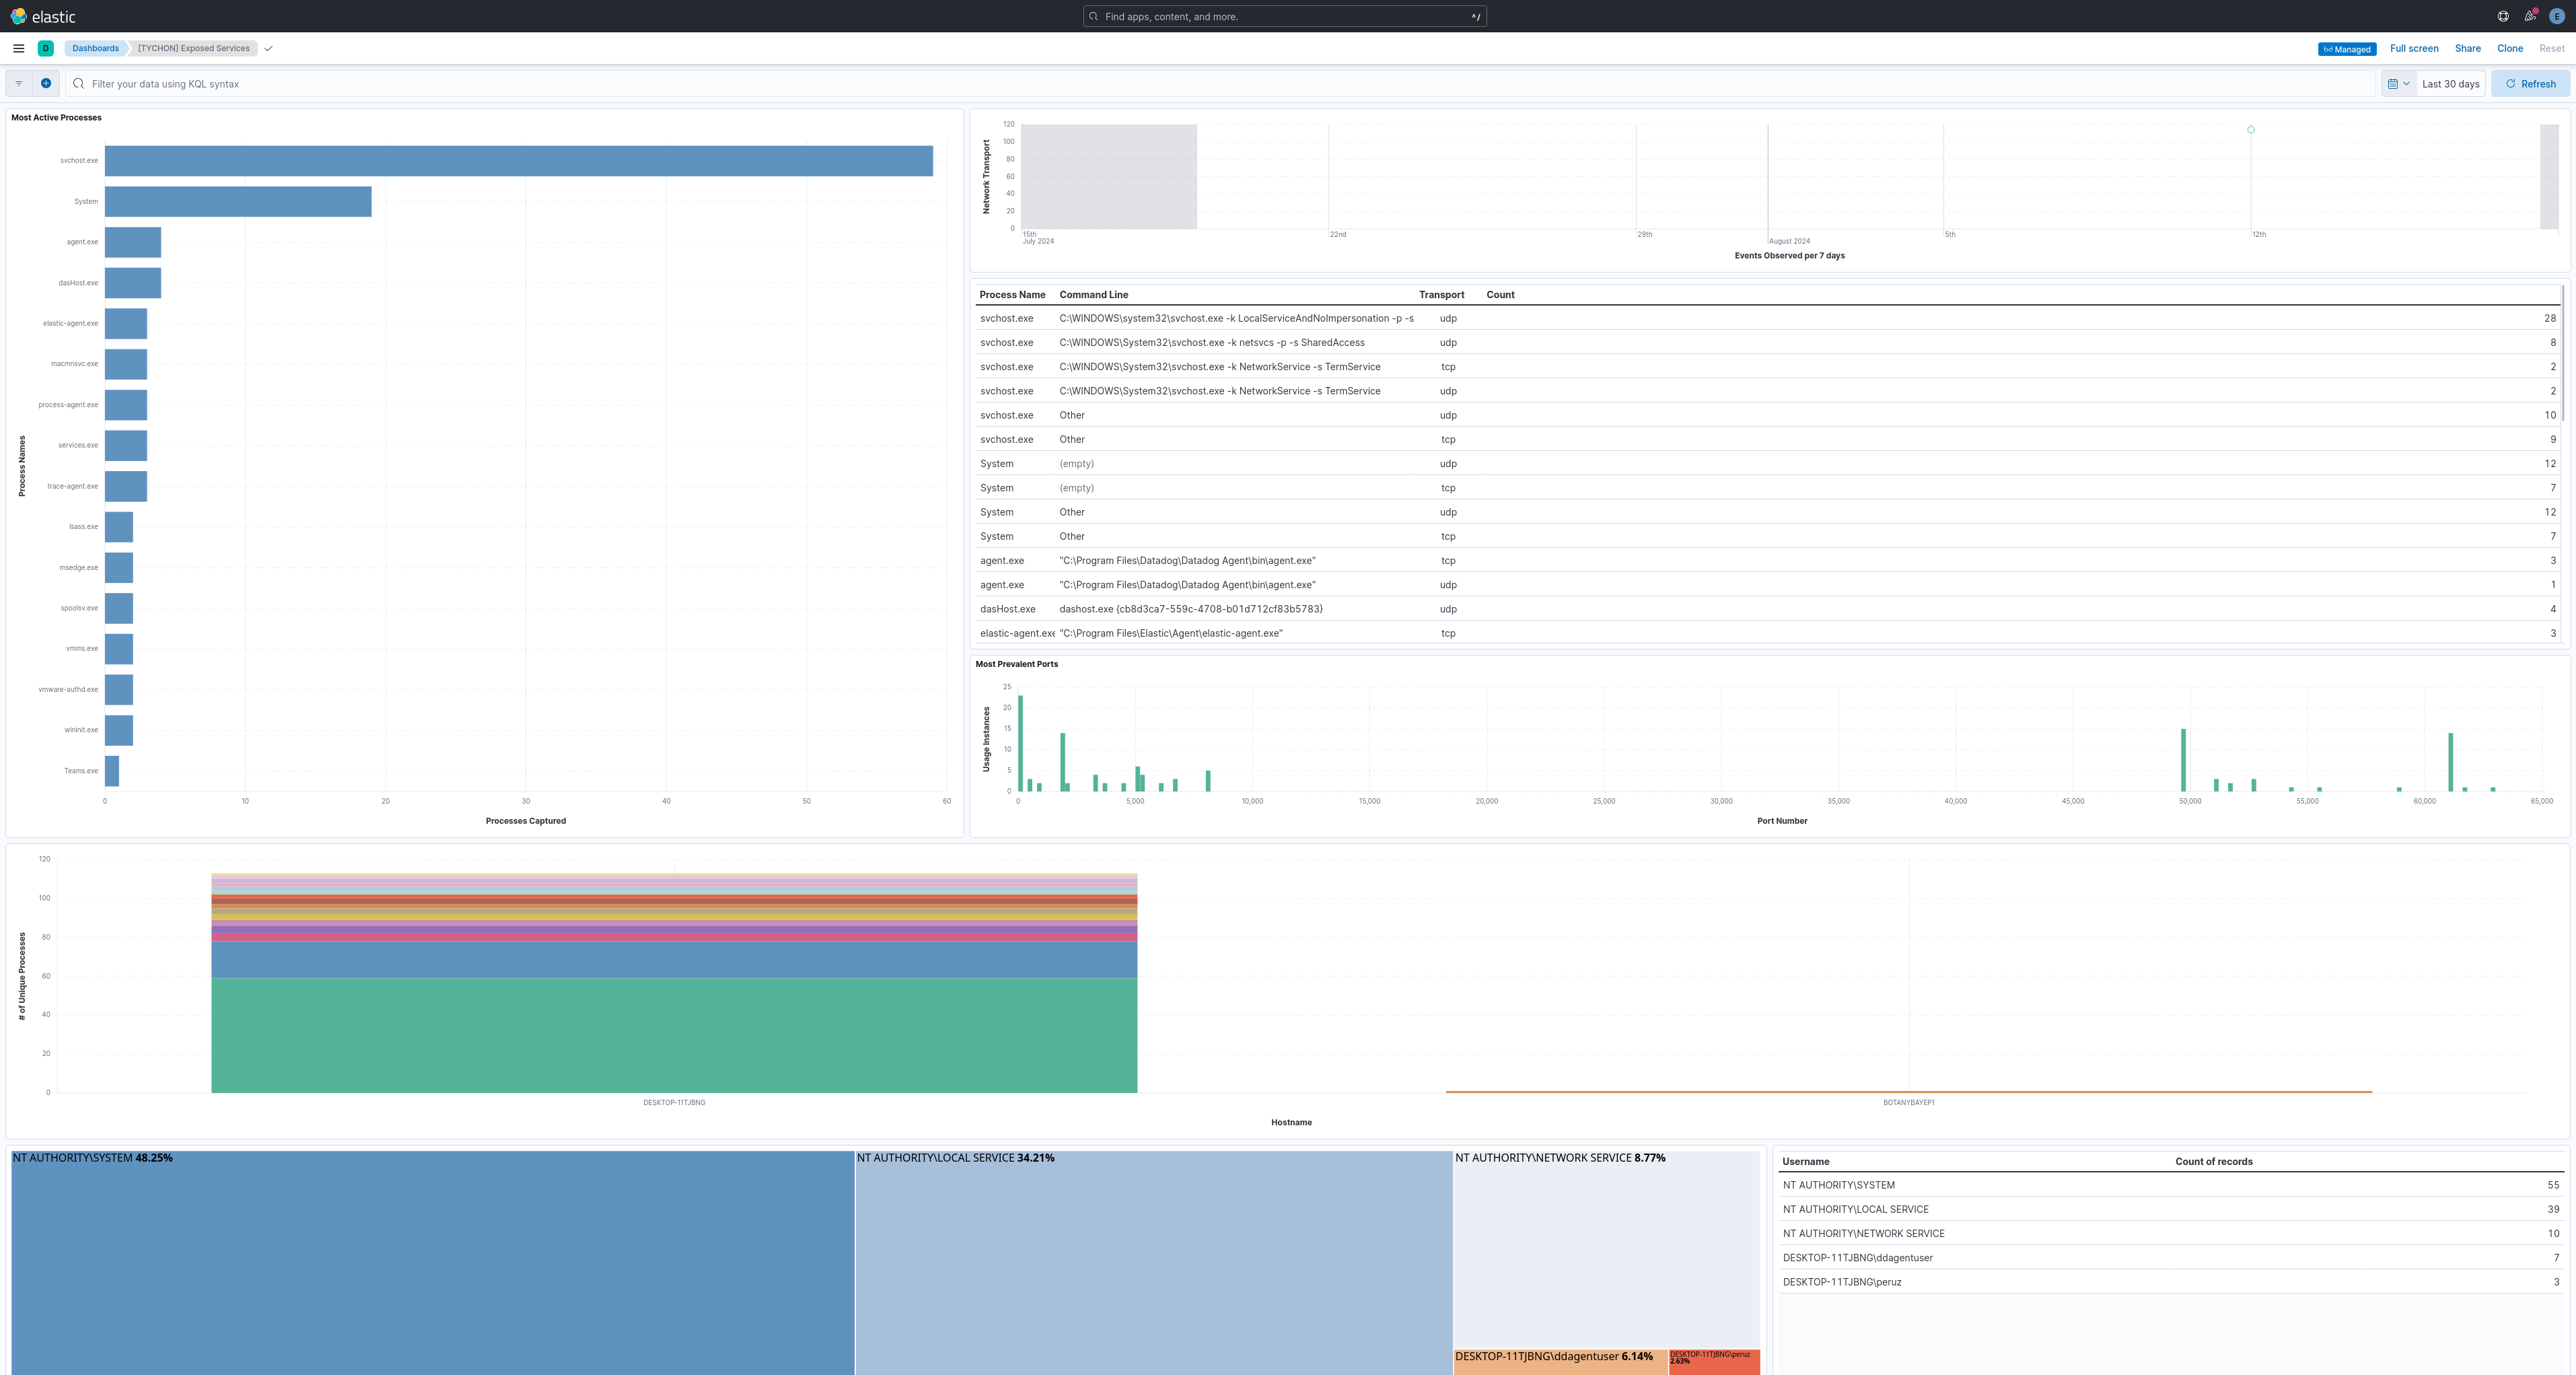 elastic
Find apps, content, and more.
^/
E
D
Dashboards
[TYCHON] Exposed Services
Managed
Full screen
Share
Clone
Reset
Filter your data using KQL syntax
Last 30 days
Refresh
Most Active Processes
Process Names
svchost.exe
System
agent.exe
dasHost.exe
elastic-agent.exe
macmnsvc.exe
process-agent.exe
services.exe
trace-agent.exe
lsass.exe
msedge.exe
spoolsv.exe
vmms.exe
vmware-authd.exe
wininit.exe
Teams.exe
0 10 20 30 40 50 60
Processes Captured
Network Transport
120
100
80
60
40
20
0
15th 22nd 29th 5th 12th
July 2024 August 2024
Events Observed per 7 days
Process Name Command Line Transport Count
svchost.exe C:\WINDOWS\system32\svchost.exe -k LocalServiceAndNoImpersonation -p -s udp 28
svchost.exe C:\WINDOWS\System32\svchost.exe -k netsvcs -p -s SharedAccess udp 8
svchost.exe C:\WINDOWS\System32\svchost.exe -k NetworkService -s TermService tcp 2
svchost.exe C:\WINDOWS\System32\svchost.exe -k NetworkService -s TermService udp 2
svchost.exe Other udp 10
svchost.exe Other tcp 9
System (empty) udp 12
System (empty) tcp 7
System Other udp 12
System Other tcp 7
agent.exe "C:\Program Files\Datadog\Datadog Agent\bin\agent.exe" tcp 3
agent.exe "C:\Program Files\Datadog\Datadog Agent\bin\agent.exe" udp 1
dasHost.exe dashost.exe {cb8d3ca7-559c-4708-b01d712cf83b5783} udp 4
elastic-agent.exe "C:\Program Files\Elastic\Agent\elastic-agent.exe" tcp 3
Most Prevalent Ports
Usage Instances
25
20
15
10
5
0
0 5,000 10,000 15,000 20,000 25,000 30,000 35,000 40,000 45,000 50,000 55,000 60,000 65,000
Port Number
# of Unique Processes
120
100
80
60
40
20
0
DESKTOP-11TJBNG BOTANYBAYEP1
Hostname
NT AUTHORITY\SYSTEM 48.25%
NT AUTHORITY\LOCAL SERVICE 34.21%
NT AUTHORITY\NETWORK SERVICE 8.77%
DESKTOP-11TJBNG\ddagentuser 6.14%
DESKTOP-11TJBNG\peruz
2.63%
Username Count of records
NT AUTHORITY\SYSTEM 55
NT AUTHORITY\LOCAL SERVICE 39
NT AUTHORITY\NETWORK SERVICE 10
DESKTOP-11TJBNG\ddagentuser 7
DESKTOP-11TJBNG\peruz 3